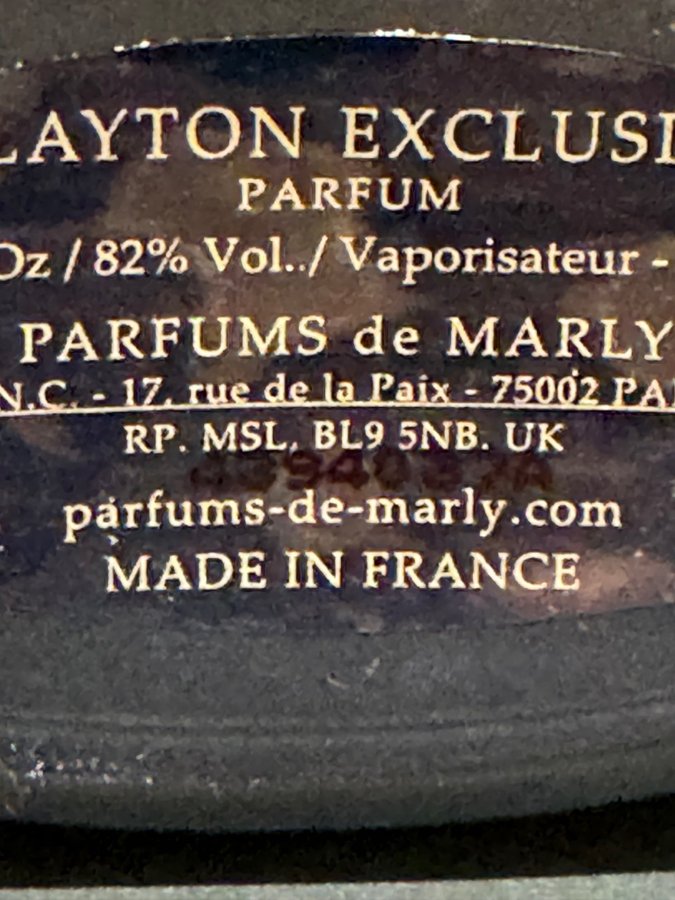 LAYTON EXCLUSI
PARFUM
Oz / 82% Vol../ Vaporisateur -
PARFUMS de MARLY
N.C. - 17, rue de la Paix - 75002 PA
RP. MSL, BL9 5NB. UK
parfums-de-marly.com
MADE IN FRANCE